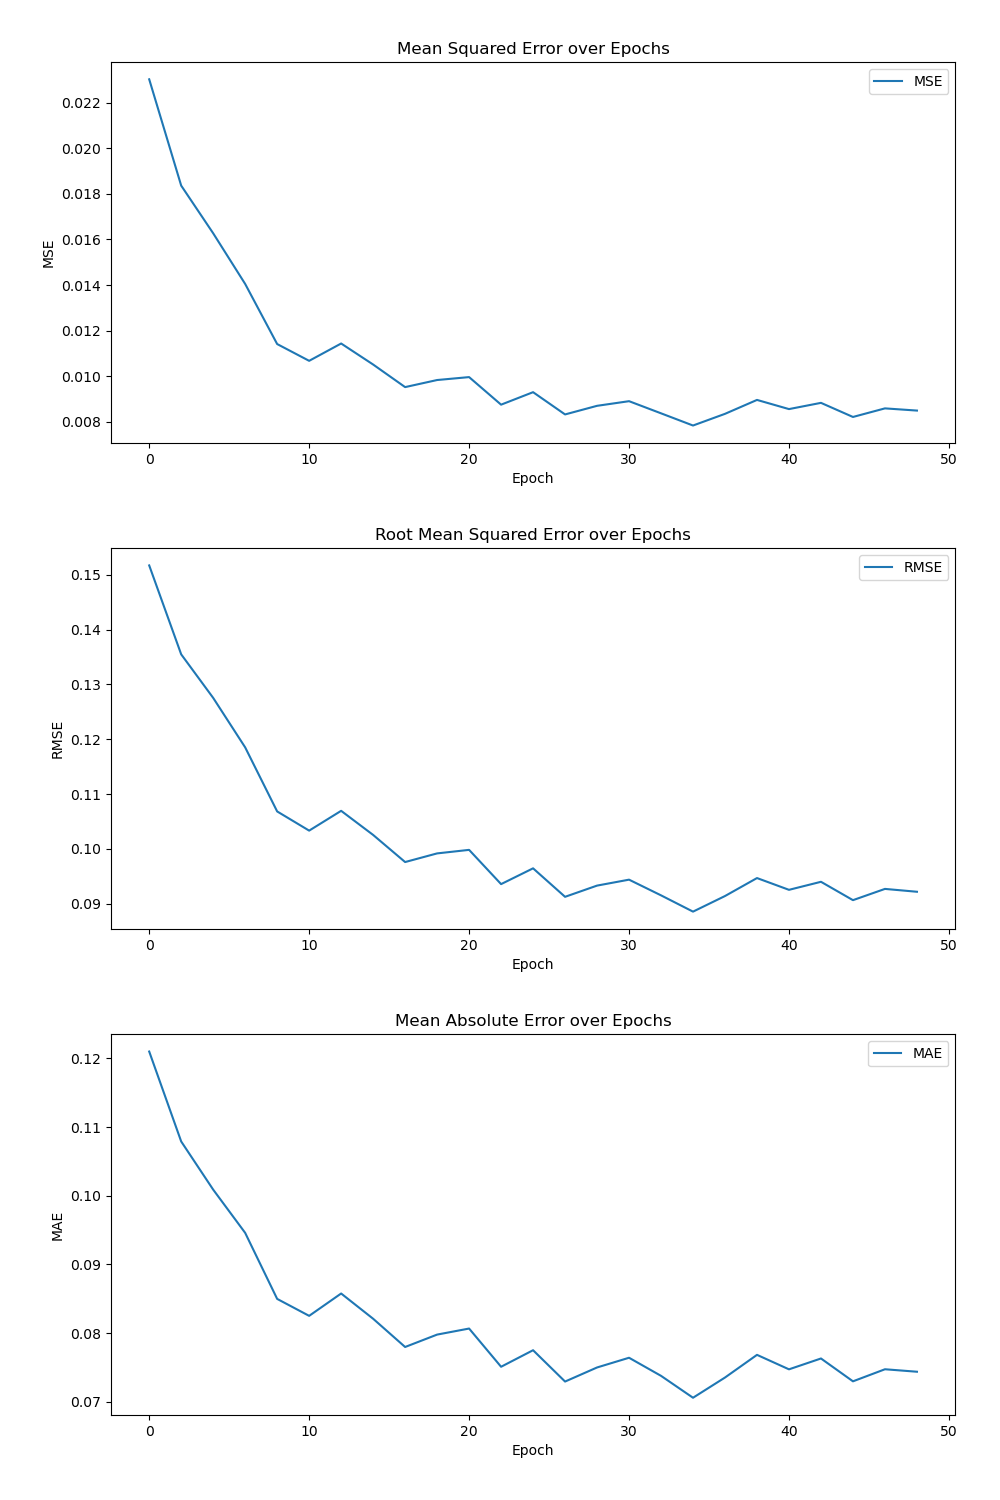 Mean Squared Error over Epochs
MSE
0.022
0.020
0.018
0.016
0.014
0.012
0.010
0.008
MSE
0 10 20 30 40 50
Epoch
Root Mean Squared Error over Epochs
RMSE
0.15
0.14
0.13
0.12
0.11
0.10
0.09
RMSE
0 10 20 30 40 50
Epoch
Mean Absolute Error over Epochs
MAE
0.12
0.11
0.10
0.09
0.08
0.07
MAE
0 10 20 30 40 50
Epoch